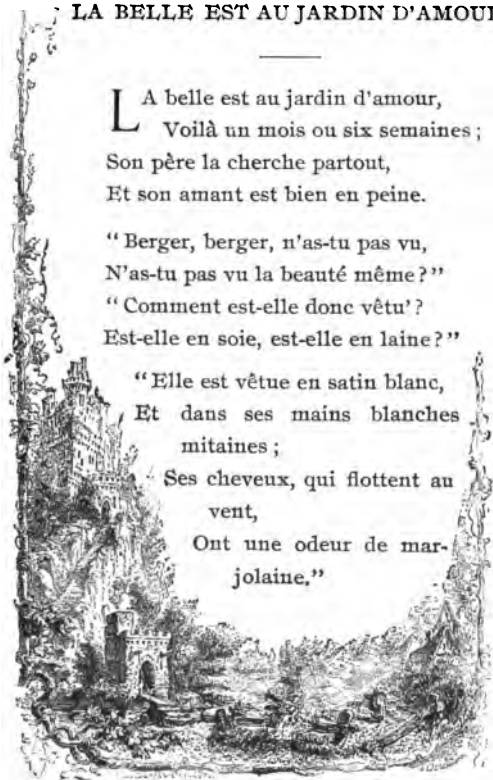 LA BELLE EST AU JARDIN D'AMOUR
LA belle est au jardin d'amour,
Voilà un mois ou six semaines ;
Son père la cherche partout,
Et son amant est bien en peine.
“ Berger, berger, n'as-tu pas vu,
N'as-tu pas vu la beauté même ? ”
“ Comment est-elle donc vêtu' ?
Est-elle en soie, est-elle en laine ? ”
“ Elle est vêtue en satin blanc,
Et dans ses mains blanches
mitaines ;
Ses cheveux, qui flottent au
vent,
Ont une odeur de mar-
jolaine.”